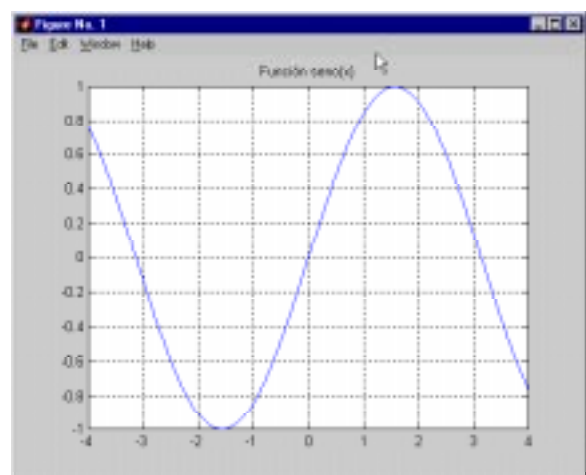 Figure No. 1
File Edit Window Help
Función seno(x)
1
0.8
0.6
0.4
0.2
0
-0.2
-0.4
-0.6
-0.8
-1
-4 -3 -2 -1 0 1 2 3 4